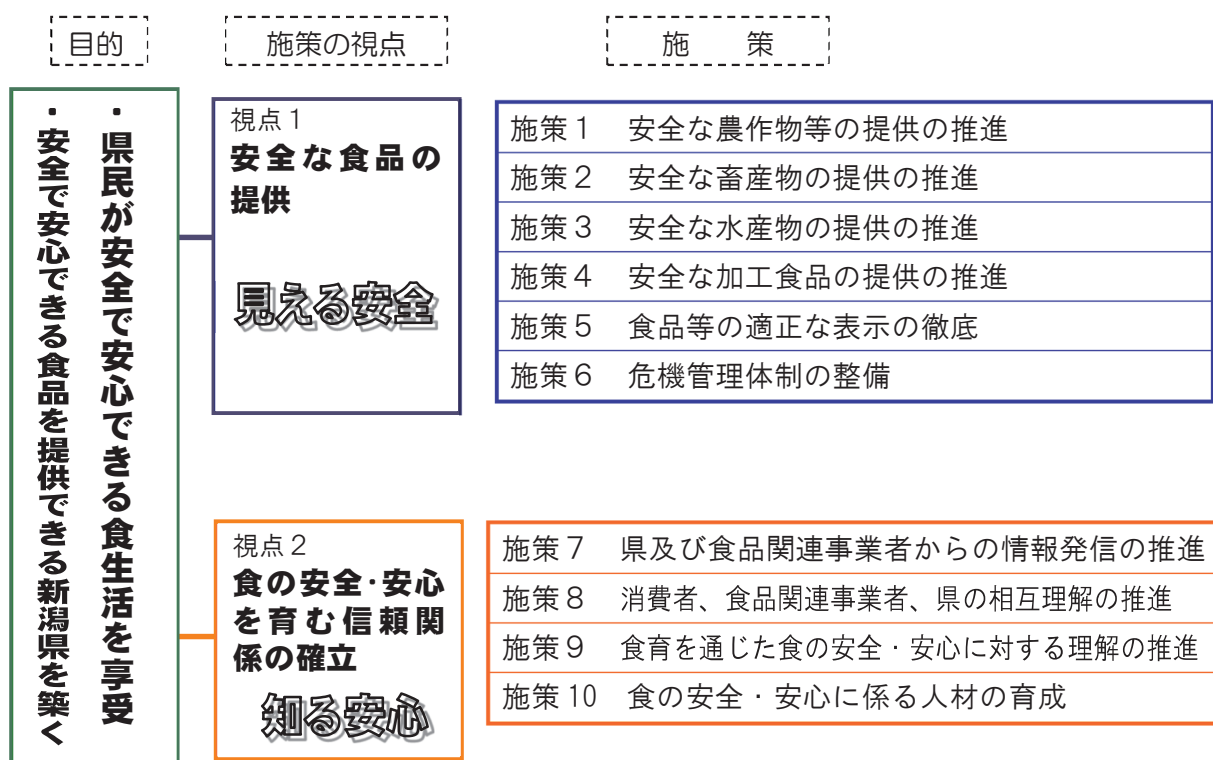 目的
施策の視点
施　策
・県民が安全で安心できる食生活を享受
・安全で安心できる食品を提供できる新潟県を築く
視点１
安全な食品の
提供
見える安全
施策１　安全な農作物等の提供の推進
施策２　安全な畜産物の提供の推進
施策３　安全な水産物の提供の推進
施策４　安全な加工食品の提供の推進
施策５　食品等の適正な表示の徹底
施策６　危機管理体制の整備
視点２
食の安全･安心
を育む信頼関
係の確立
知る安心
施策７　県及び食品関連事業者からの情報発信の推進
施策８　消費者、食品関連事業者、県の相互理解の推進
施策９　食育を通じた食の安全・安心に対する理解の推進
施策10　食の安全・安心に係る人材の育成